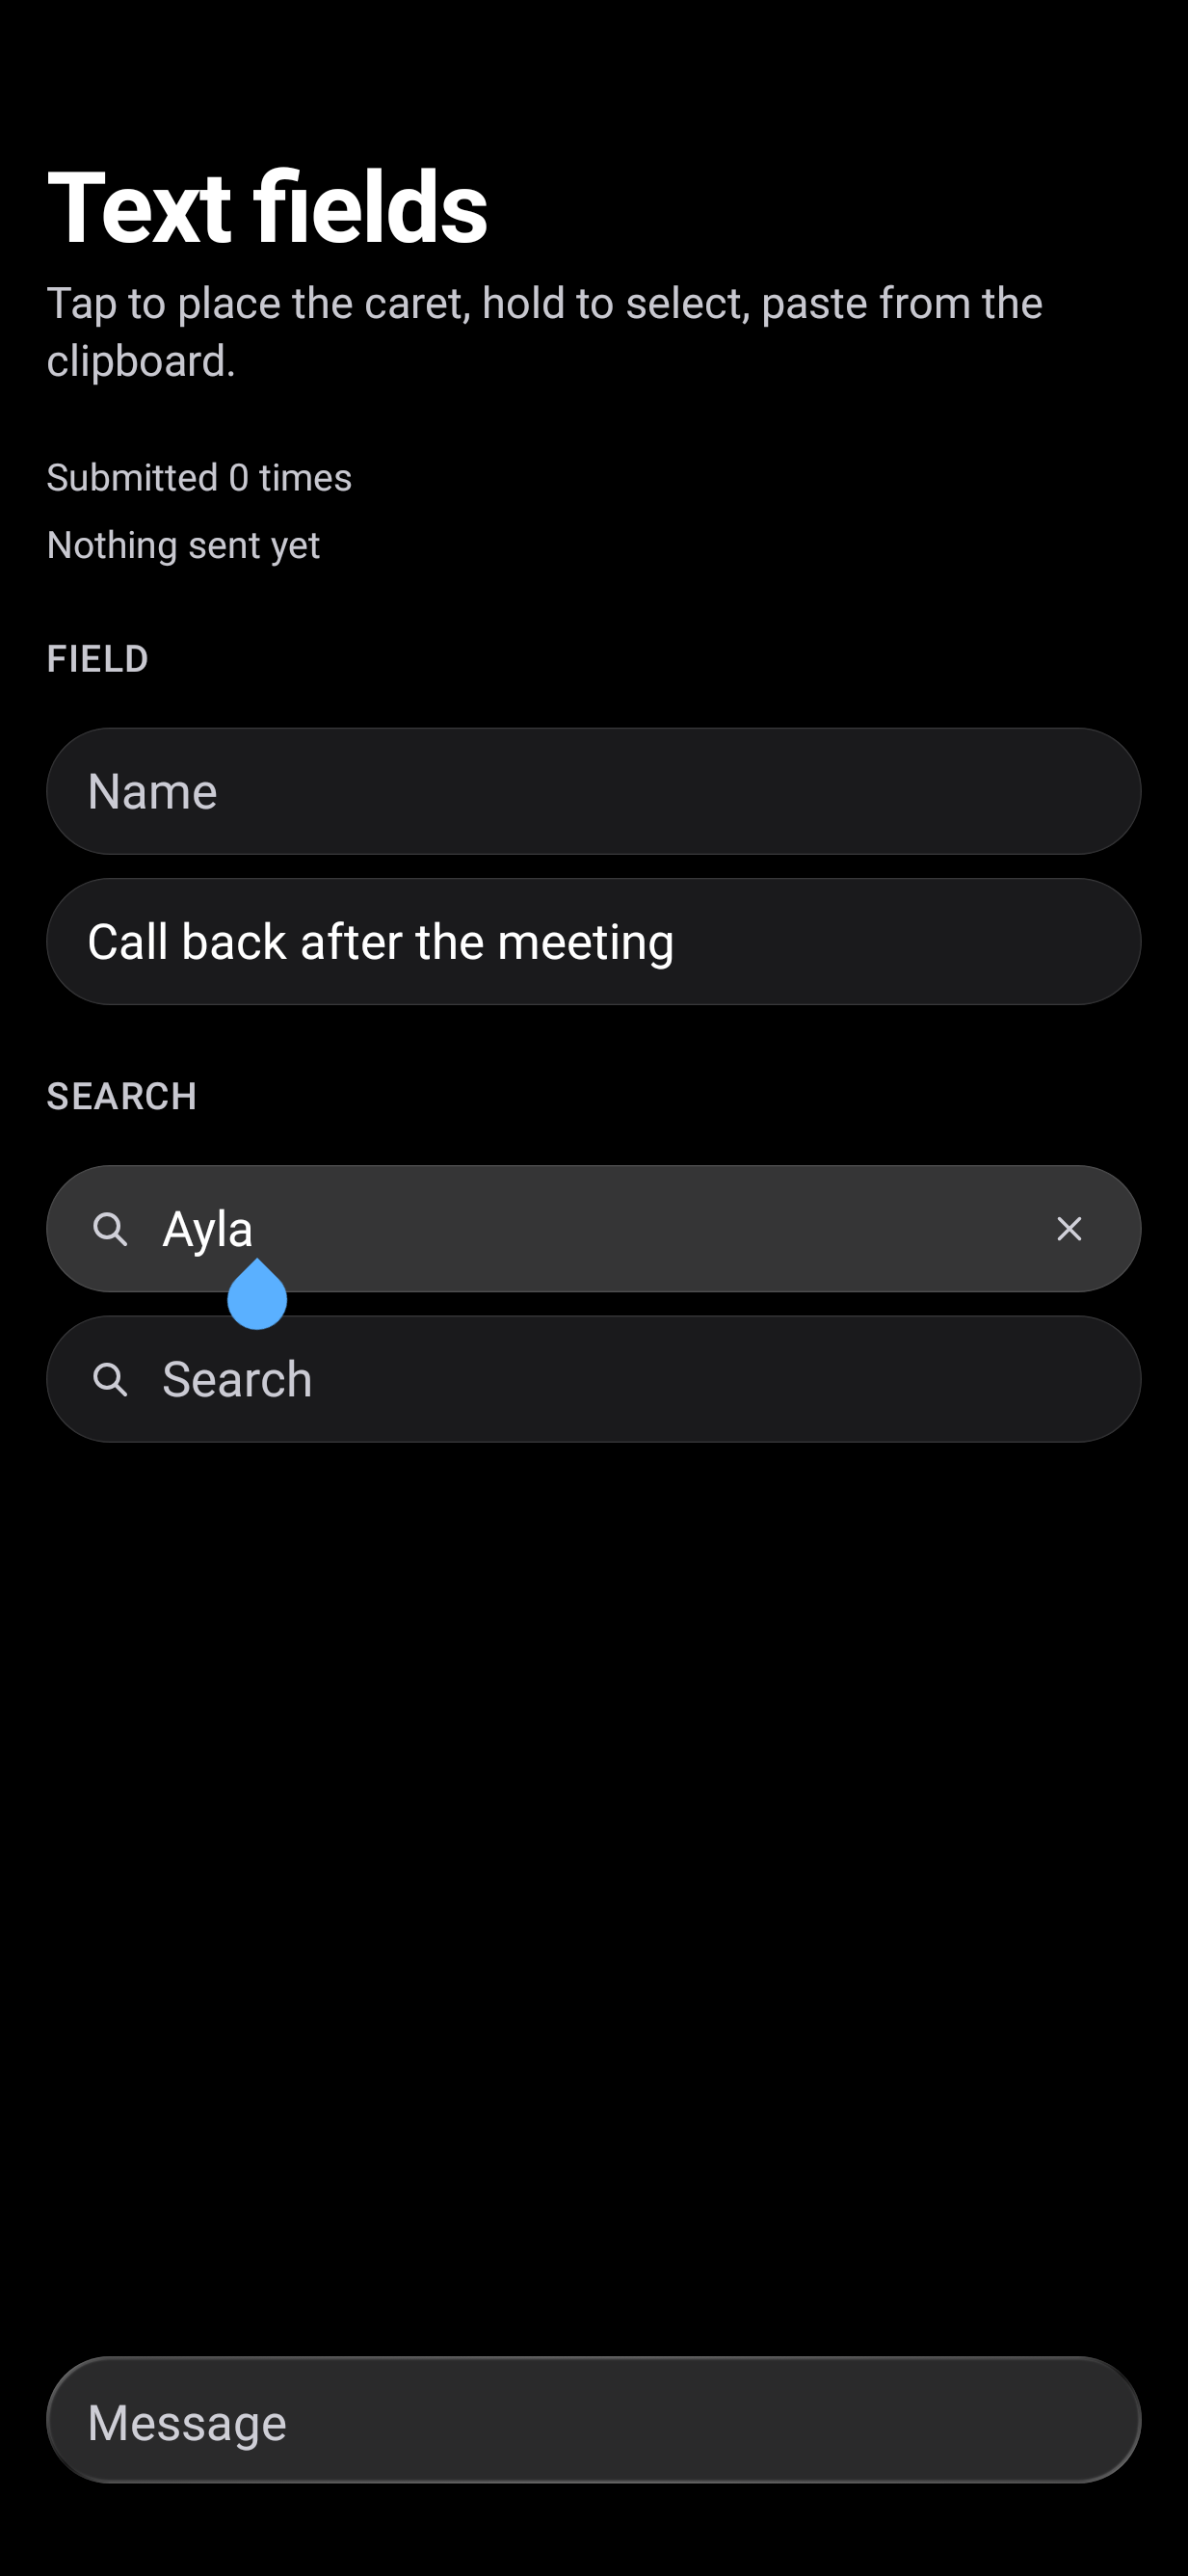 Text fields
Tap to place the caret, hold to select, paste from the
clipboard.
Submitted 0 times
Nothing sent yet
FIELD
Name
Call back after the meeting
SEARCH
Ayla
Search
Message